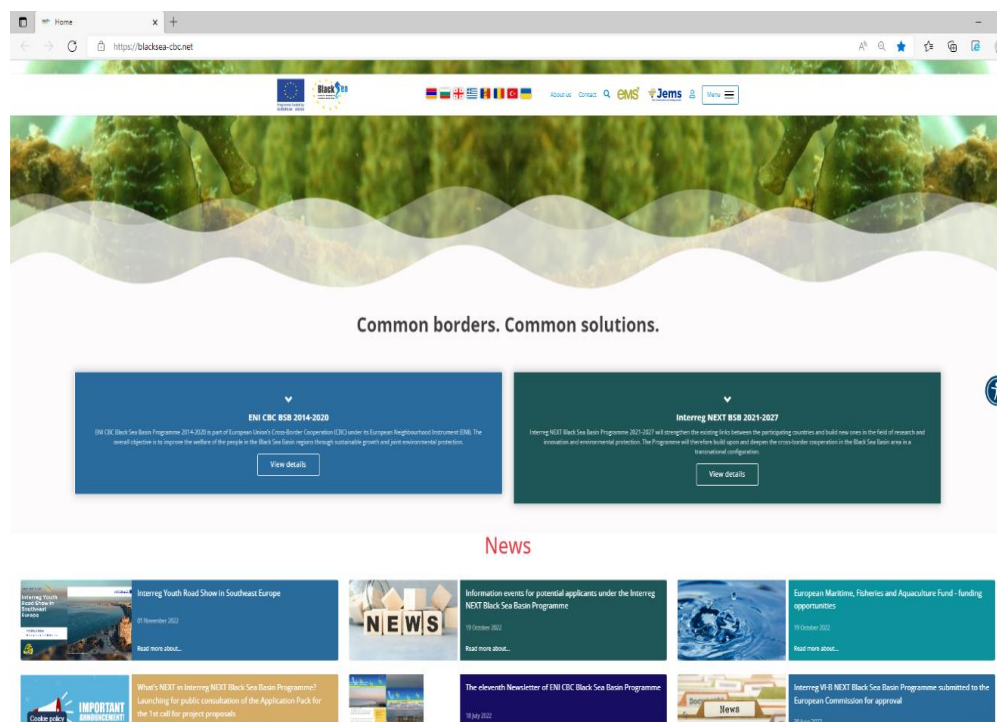 Home
https://blacksea-cbc.net
Black Sea
About us Contact eMS Jems Menu
Common borders. Common solutions.
ENI CBC BSB 2014-2020
ENI CBC Black Sea Basin Programme 2014-2020 is part of European Union's Cross-Border Cooperation (CBC) under its European Neighbourhood Instrument (ENI). The
overall objective is to improve the welfare of the people in the Black Sea Basin regions through sustainable growth and joint environmental protection.
View details
Interreg NEXT BSB 2021-2027
Interreg NEXT Black Sea Basin Programme 2021-2027 will strengthen the existing links between the participating countries and build new ones in the field of research and
innovation and environmental protection. The Programme will therefore build upon and deepen the cross-border cooperation in the Black Sea Basin area in a
transnational configuration.
View details
News
Interreg Youth
Road Show in
Southeast
Europe
Interreg Youth Road Show in Southeast Europe
01 November 2022
Read more about...
NEWS
Information events for potential applicants under the Interreg
NEXT Black Sea Basin Programme
19 October 2022
Read more about...
European Maritime, Fisheries and Aquaculture Fund - funding
opportunities
19 October 2022
Read more about...
IMPORTANT
ANNOUNCEMENT!
Cookie policy
What's NEXT in Interreg NEXT Black Sea Basin Programme?
Launching for public consultation of the Application Pack for
the 1st call for project proposals
The eleventh Newsletter of ENI CBC Black Sea Basin Programme
18 July 2022
News
Interreg VI-B NEXT Black Sea Basin Programme submitted to the
European Commission for approval